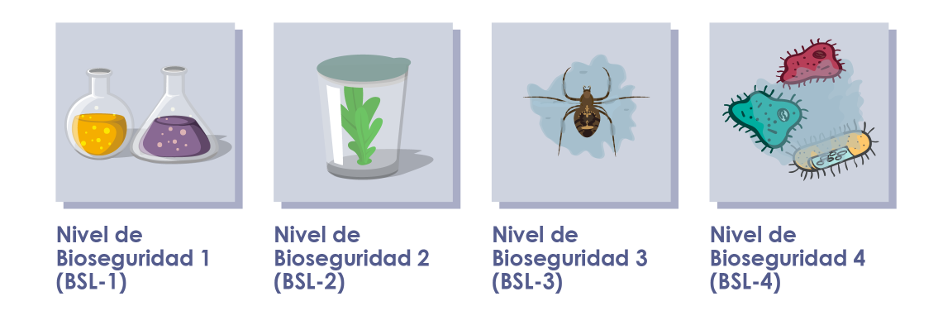 Nivel de
Bioseguridad 1
(BSL-1)
Nivel de
Bioseguridad 2
(BSL-2)
Nivel de
Bioseguridad 3
(BSL-3)
Nivel de
Bioseguridad 4
(BSL-4)